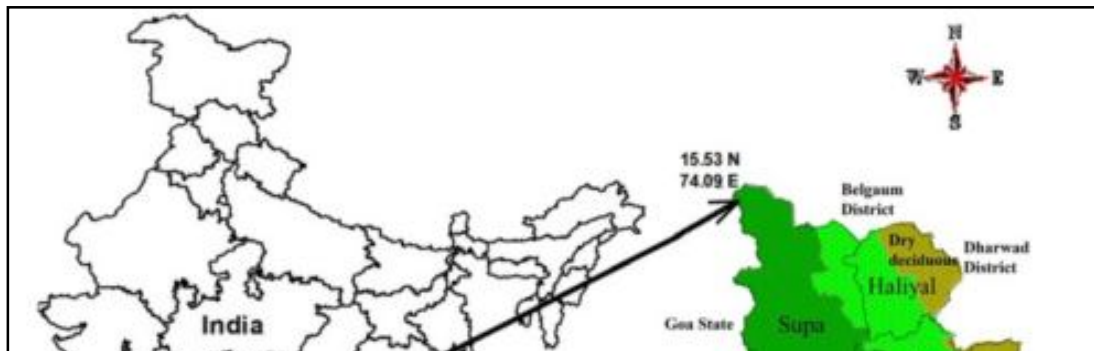 N
W E
S
15.53 N
74.09 E
Belgaum
District
Dry
deciduous
Dharwad
District
Haliyal
India
Goa State
Supa